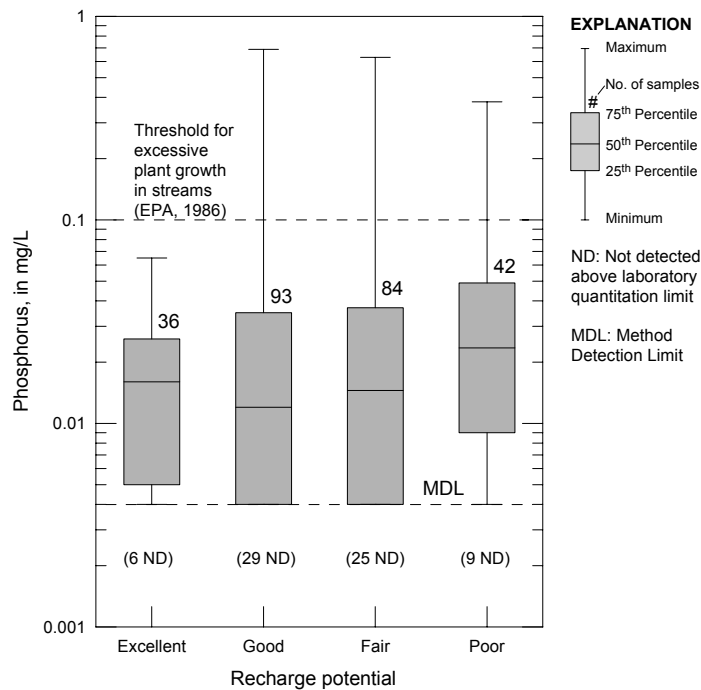 1
0.1
0.01
0.001
Phosphorus, in mg/L
Threshold for
excessive
plant growth
in streams
(EPA, 1986)
36
93
84
42
MDL
(6 ND)
(29 ND)
(25 ND)
(9 ND)
Excellent
Good
Fair
Poor
Recharge potential
EXPLANATION
Maximum
No. of samples
#
75th Percentile
50th Percentile
25th Percentile
Minimum
ND: Not detected
above laboratory
quantitation limit
MDL: Method
Detection Limit